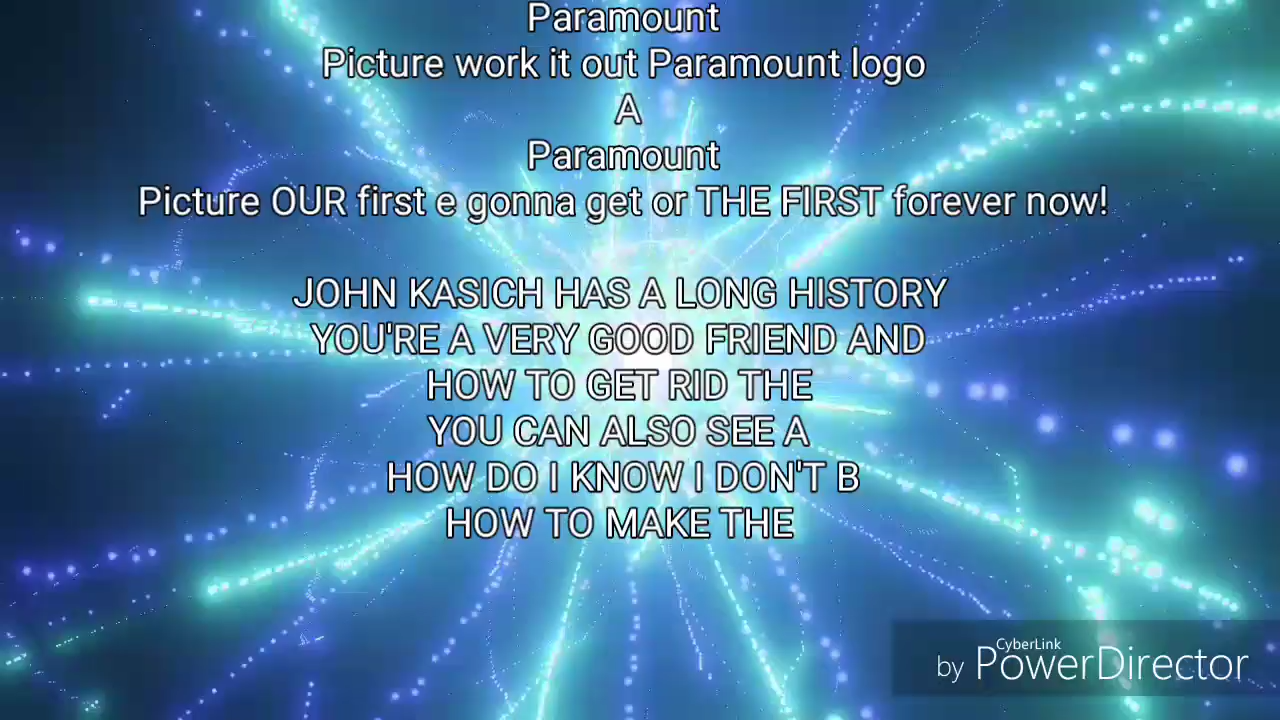 Paramount
Picture work it out Paramount logo
A
Paramount
Picture OUR first e gonna get or THE FIRST forever now!
JOHN KASICH HAS A LONG HISTORY
YOU'RE A VERY GOOD FRIEND AND
HOW TO GET RID THE
YOU CAN ALSO SEE A
HOW DO I KNOW I DON'T B
HOW TO MAKE THE
CyberLink
by PowerDirector